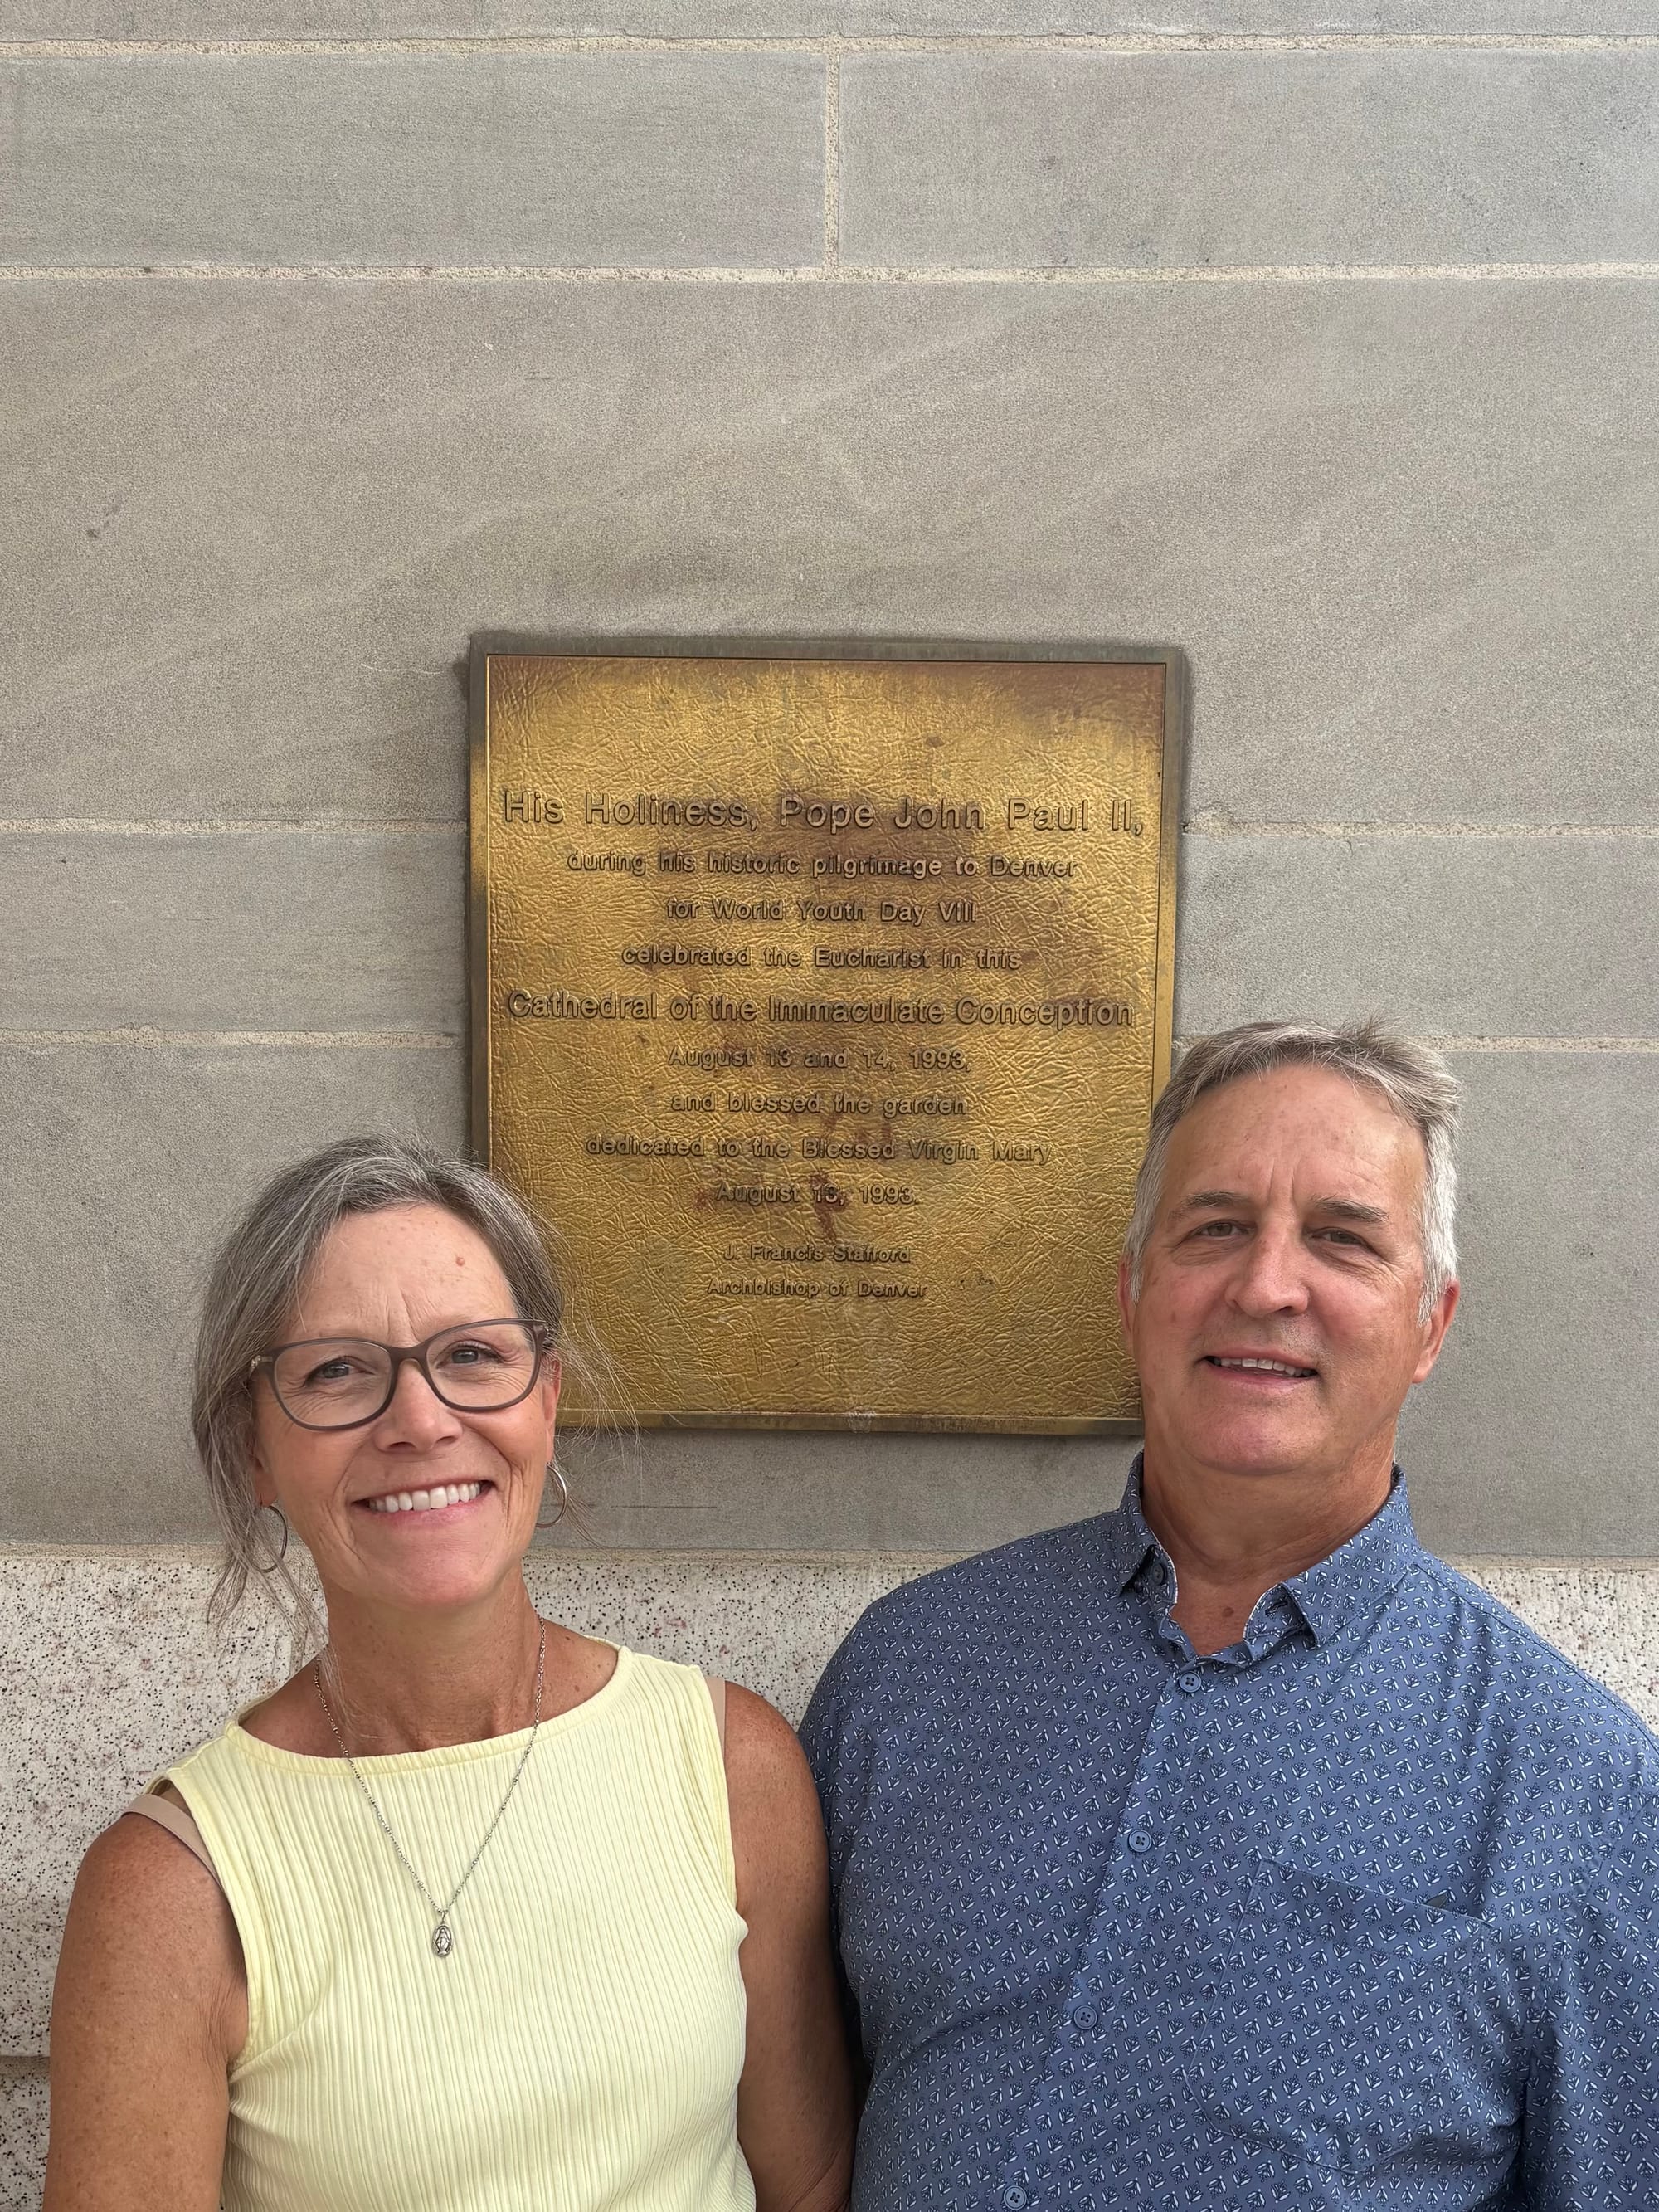 His Holiness, Pope John Paul II,
during his historic pilgrimage to Denver
for World Youth Day VIII
celebrated the Eucharist in this
Cathedral of the Immaculate Conception
August 13 and 14, 1993,
and blessed the garden
dedicated to the Blessed Virgin Mary
August 13, 1993.
J. Francis Stafford
Archbishop of Denver